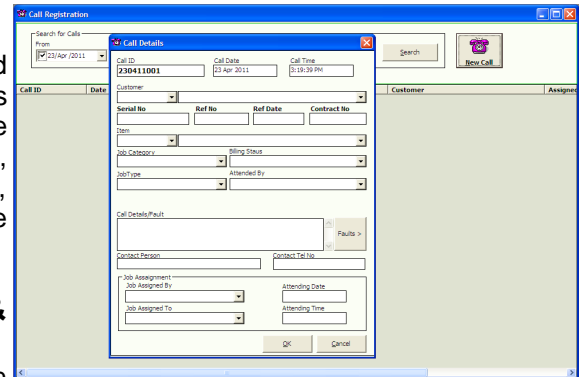 Call Registration
Search for Calls
From
23/Apr /2011
Search
New Call
Call ID Date Customer Assigned
Call Details
Call ID Call Date Call Time
230411001 23 Apr 2011 3:19:39 PM
Customer
Serial No Ref No Ref Date Contract No
Item
Job Category Billing Staus
JobType Attended By
Call Details/Fault
Faults >
Contact Person Contact Tel No
Job Assaignment
Job Assigned By Attending Date
Job Assigned To Attending Time
OK Cancel
d
s
e
,
,
e
&